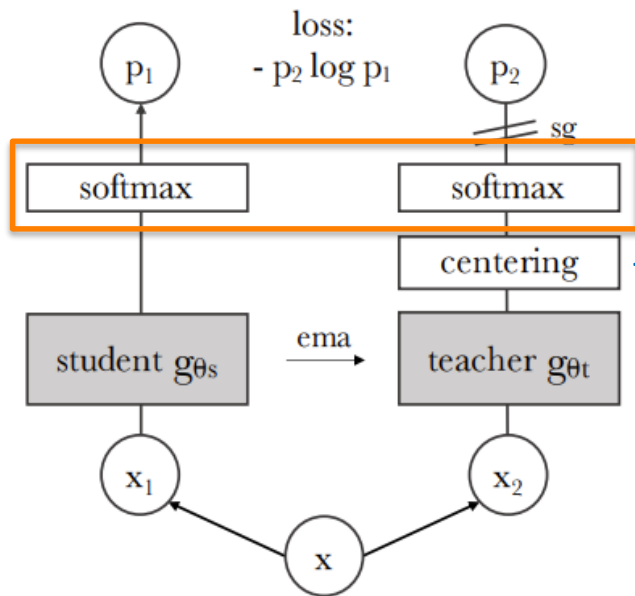 loss:
- p₂ log p₁
p₁
p₂
sg
softmax
softmax
centering
student gθs
ema
teacher gθt
x₁
x₂
x